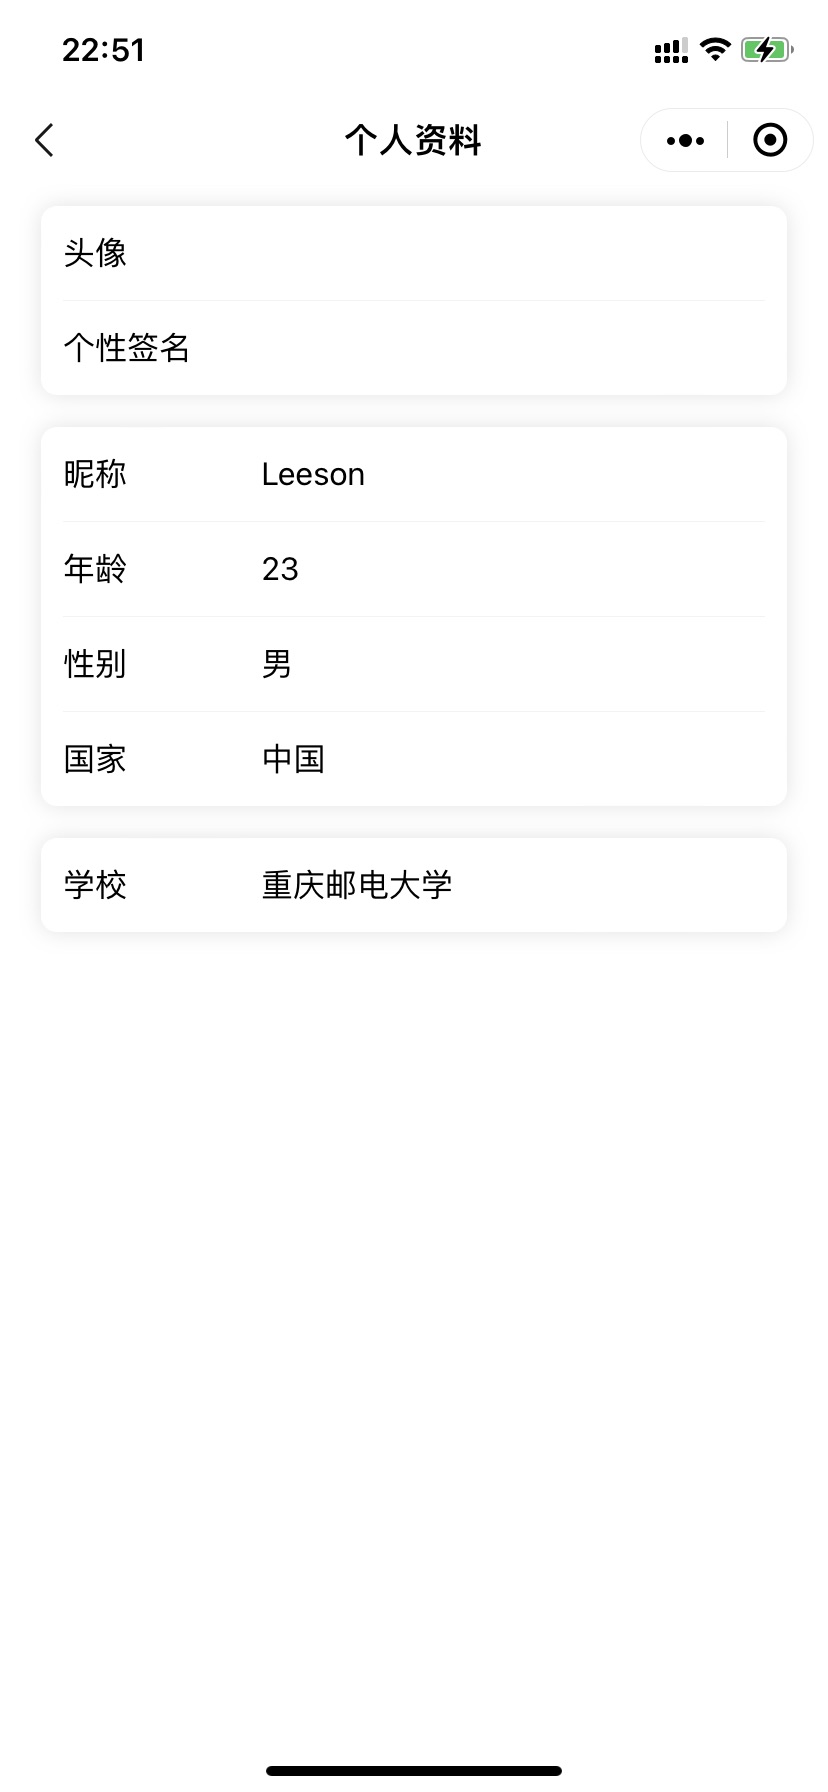 22:51
个人资料
头像
个性签名
昵称 Leeson
年龄 23
性别 男
国家 中国
学校 重庆邮电大学